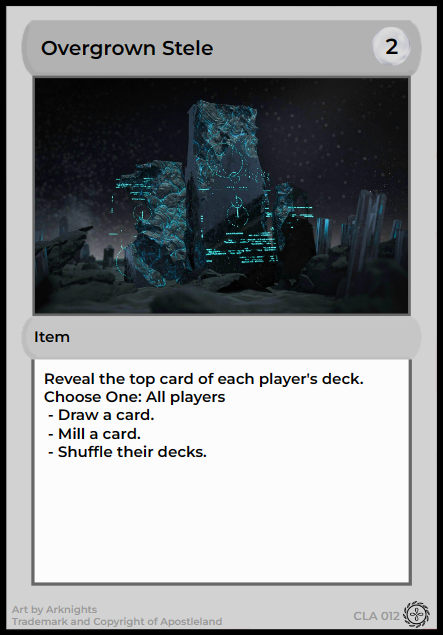 Overgrown Stele
2
Item
Reveal the top card of each player's deck.
Choose One: All players
- Draw a card.
- Mill a card.
- Shuffle their decks.
Art by Arknights
Trademark and Copyright of Apostleland
CLA 012